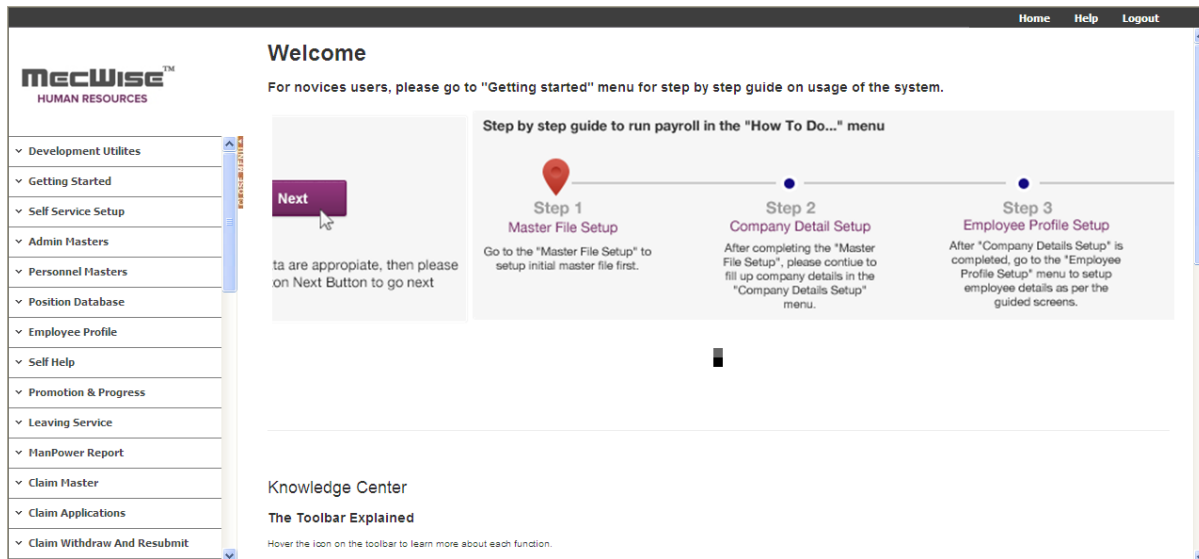 Home Help Logout
MECWISE™
HUMAN RESOURCES
Development Utilites
Getting Started
Self Service Setup
Admin Masters
Personnel Masters
Position Database
Employee Profile
Self Help
Promotion & Progress
Leaving Service
ManPower Report
Claim Master
Claim Applications
Claim Withdraw And Resubmit
CLOSE MENU
Welcome
For novices users, please go to "Getting started" menu for step by step guide on usage of the system.
Next
ta are appropiate, then please
on Next Button to go next
Step by step guide to run payroll in the "How To Do..." menu
Step 1
Master File Setup
Go to the "Master File Setup" to
setup initial master file first.
Step 2
Company Detail Setup
After completing the "Master
File Setup", please contiue to
fill up company details in the
"Company Details Setup"
menu.
Step 3
Employee Profile Setup
After "Company Details Setup" is
completed, go to the "Employee
Profile Setup" menu to setup
employee details as per the
guided screens.
Knowledge Center
The Toolbar Explained
Hover the icon on the toolbar to learn more about each function.